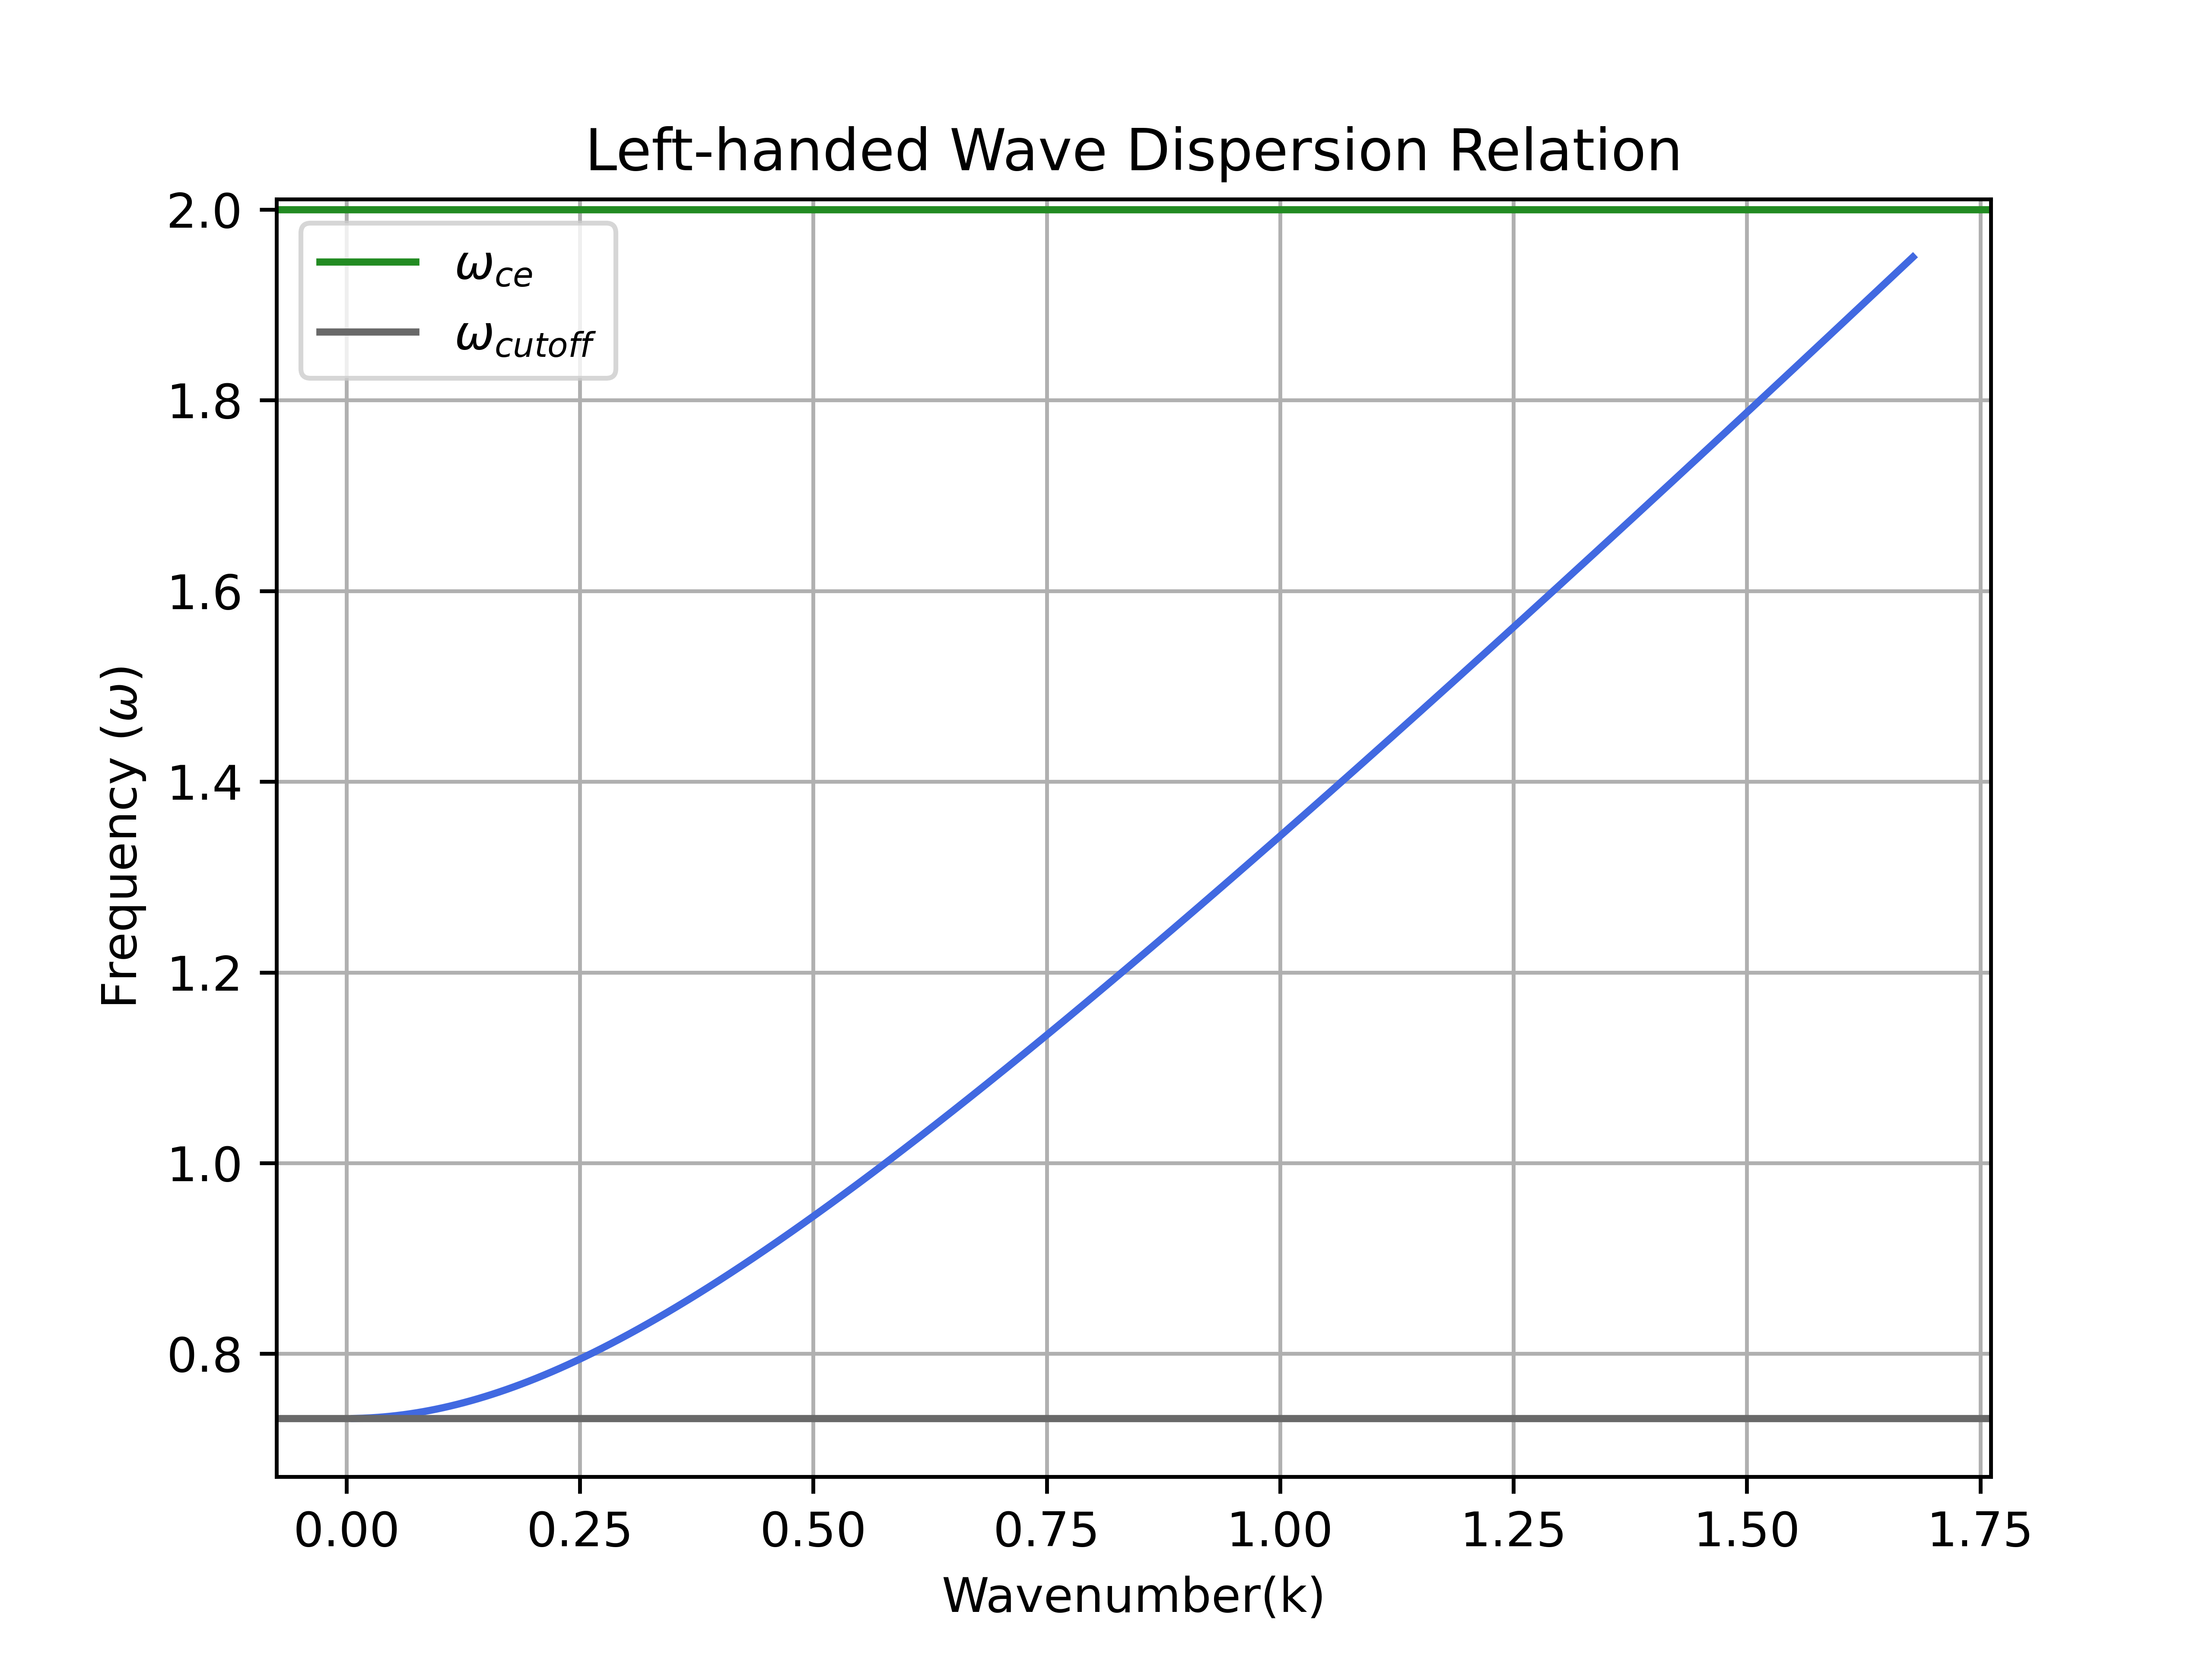 Left-handed Wave Dispersion Relation
2.0
1.8
1.6
1.4
1.2
1.0
0.8
Frequency (ω)
ω_ce
ω_cutoff
0.00 0.25 0.50 0.75 1.00 1.25 1.50 1.75
Wavenumber(k)